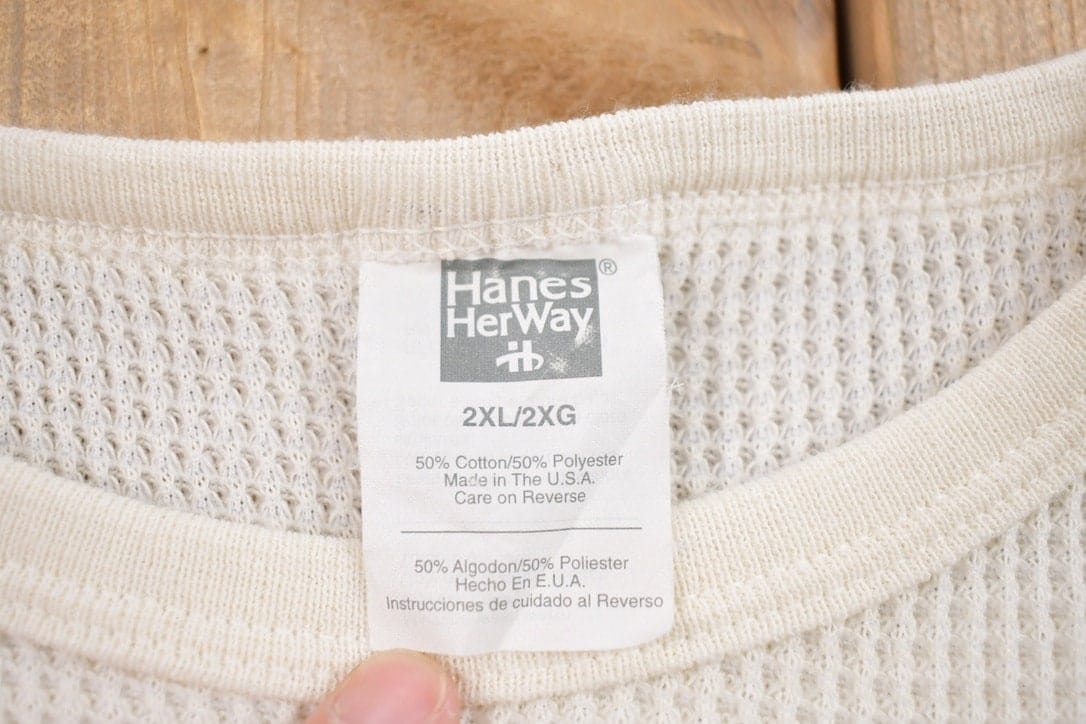 Hanes
HerWay
®
2XL/2XG
50% Cotton/50% Polyester
Made in The U.S.A.
Care on Reverse
50% Algodon/50% Poliester
Hecho En E.U.A.
Instrucciones de cuidado al Reverso